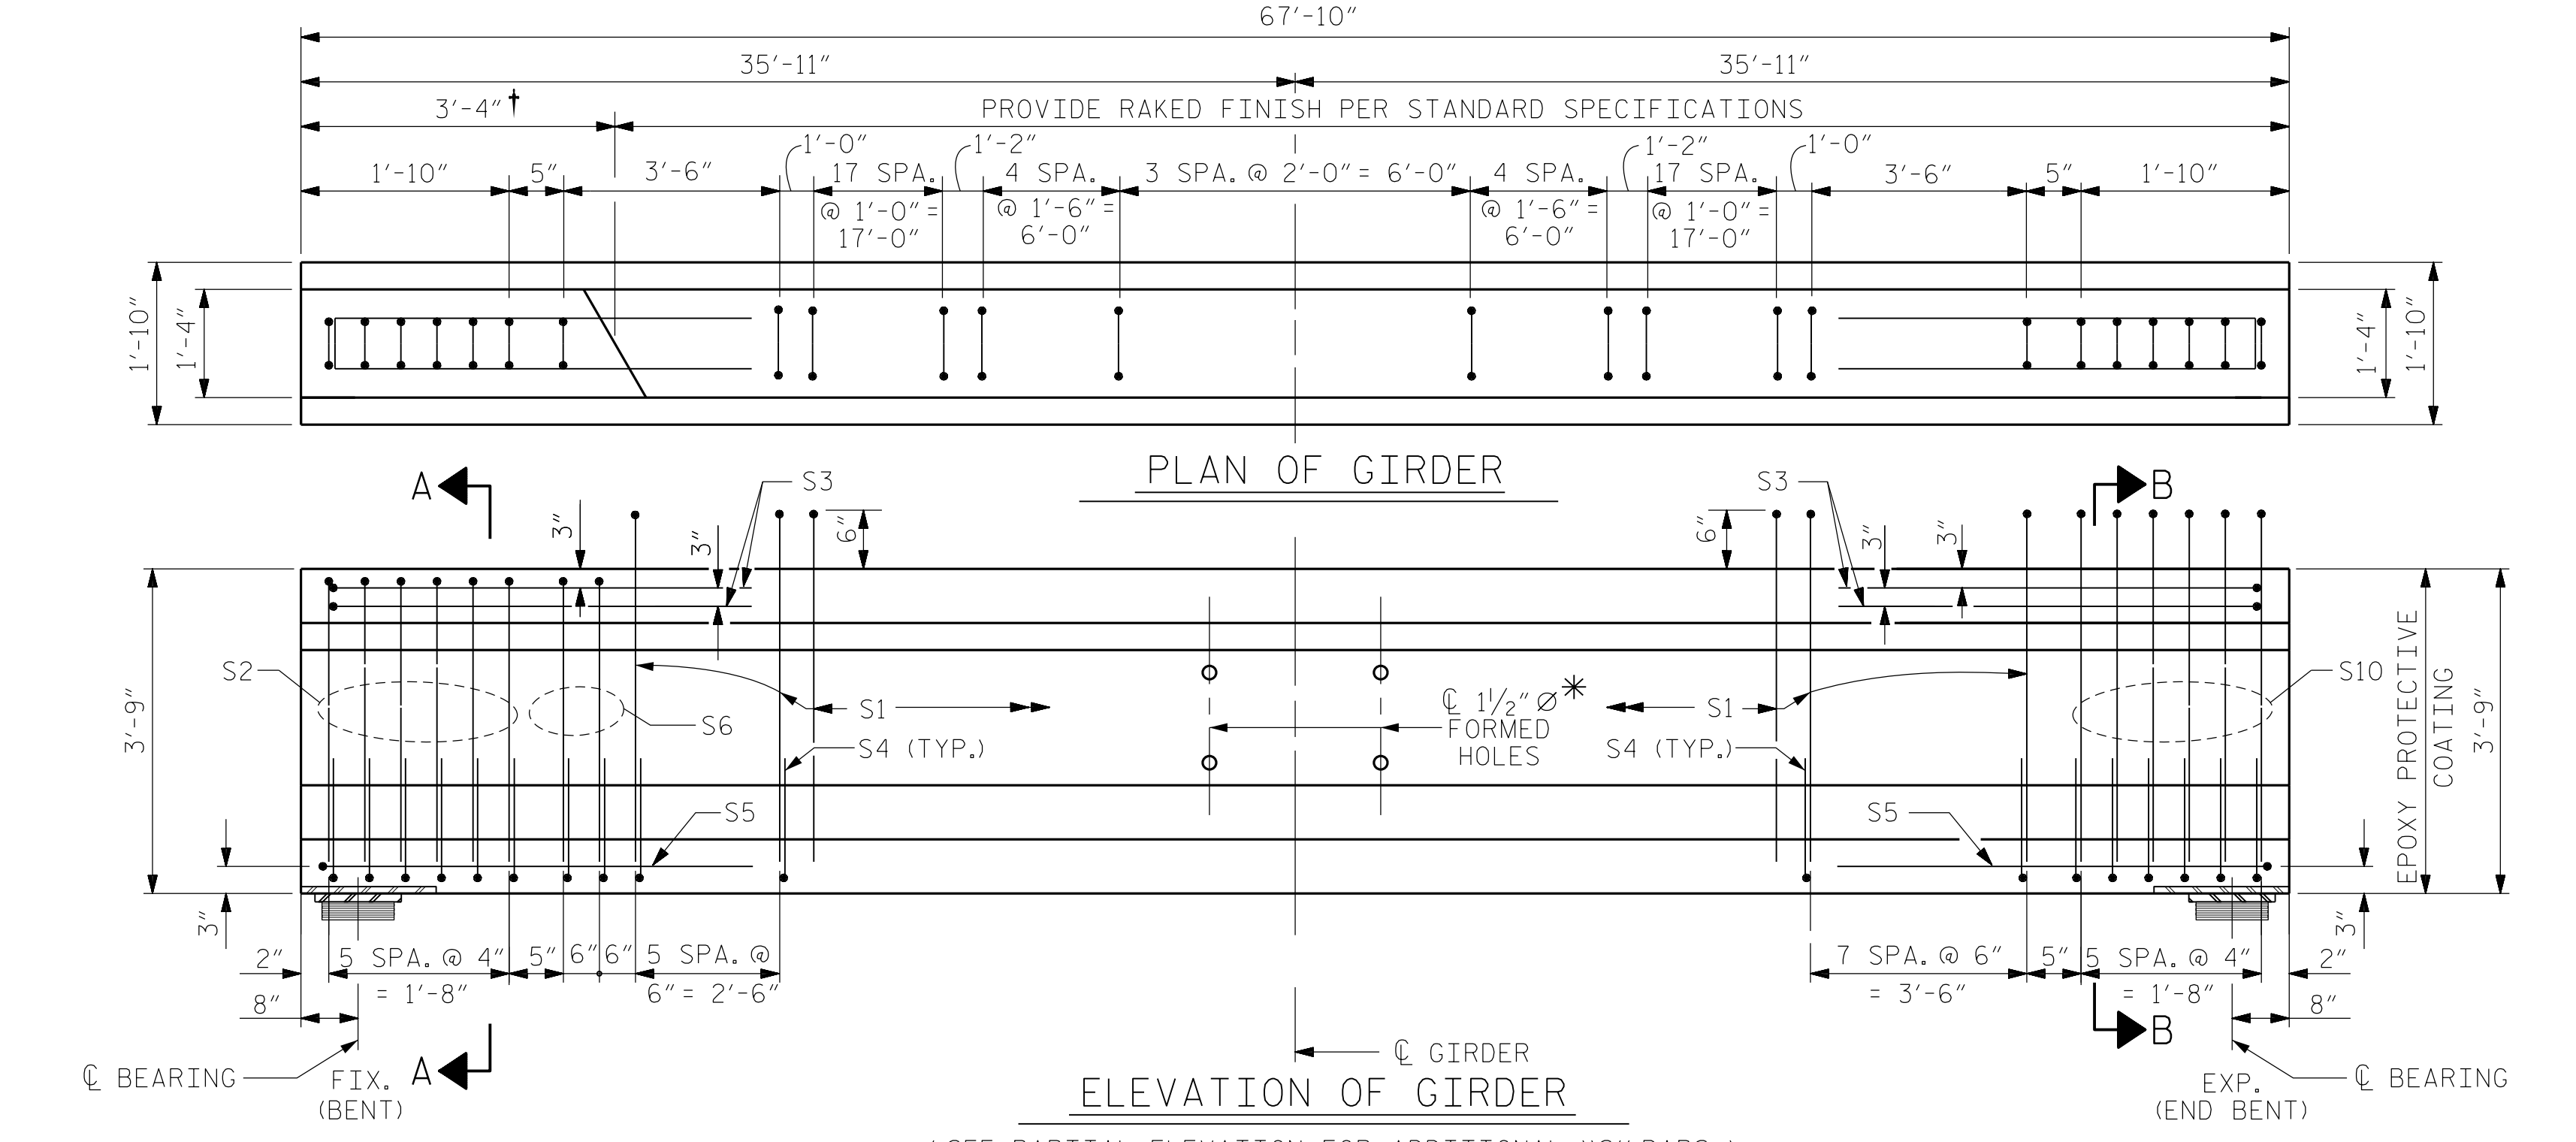 67'-10"
35'-11" 35'-11"
3'-4"† PROVIDE RAKED FINISH PER STANDARD SPECIFICATIONS
1'-0" 1'-2" 1'-2" 1'-0"
1'-10" 5" 3'-6" 17 SPA. 4 SPA. 3 SPA. @ 2'-0" = 6'-0" 4 SPA. 17 SPA. 3'-6" 5" 1'-10"
@ 1'-0" = @ 1'-6" = @ 1'-6" = @ 1'-0" =
17'-0" 6'-0" 6'-0" 17'-0"
1'-10" 1'-4" 1'-4" 1'-10"
PLAN OF GIRDER
A S3 S3 B
3" 3" 6" 6" 3" 3"
S2 S10
S1 ℄ 1½" Ø* S1
S6 FORMED
S4 (TYP.) HOLES S4 (TYP.)
3'-9" EPOXY PROTECTIVE
COATING 3'-9"
S5 S5
3" 3"
2" 5 SPA. @ 4" 5" 6" 6" 5 SPA. @ 7 SPA. @ 6" 5" 5 SPA. @ 4" 2"
= 1'-8" 6" = 2'-6" = 3'-6" = 1'-8"
8" 8"
B
℄ GIRDER
℄ BEARING FIX. A EXP. ℄ BEARING
(BENT) (END BENT)
ELEVATION OF GIRDER